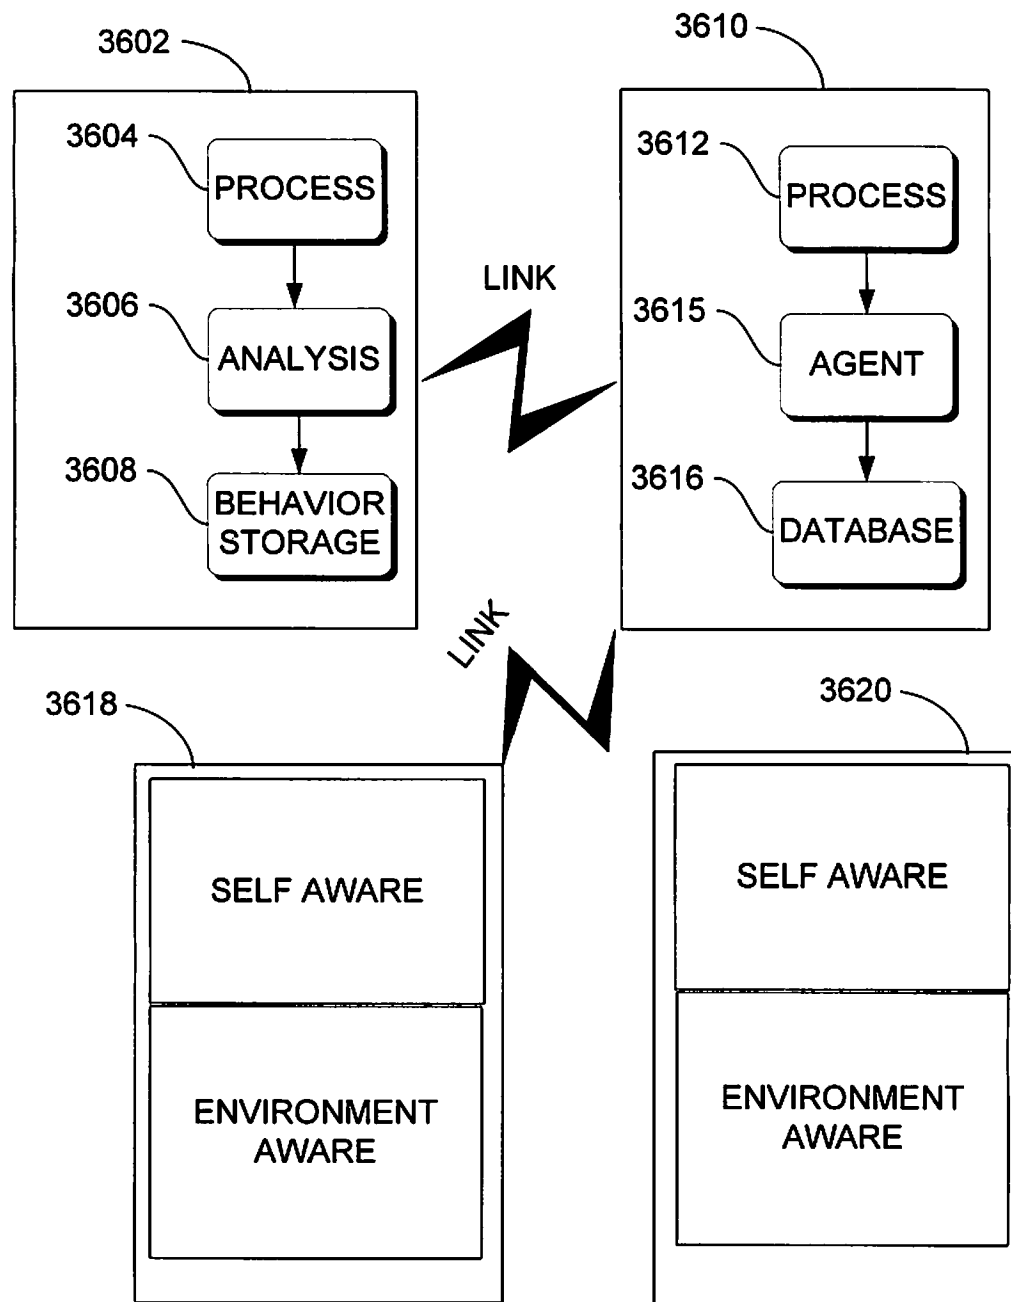 3602
3604
PROCESS
3606
ANALYSIS
3608
BEHAVIOR
STORAGE
LINK
3610
3612
PROCESS
3615
AGENT
3616
DATABASE
LINK
3618
SELF AWARE
ENVIRONMENT
AWARE
3620
SELF AWARE
ENVIRONMENT
AWARE